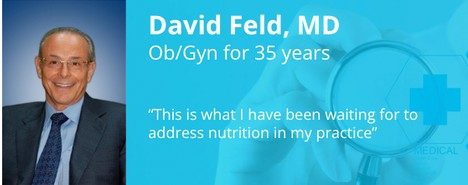 David Feld, MD
Ob/Gyn for 35 years
“This is what I have been waiting for to
address nutrition in my practice”
MEDICAL